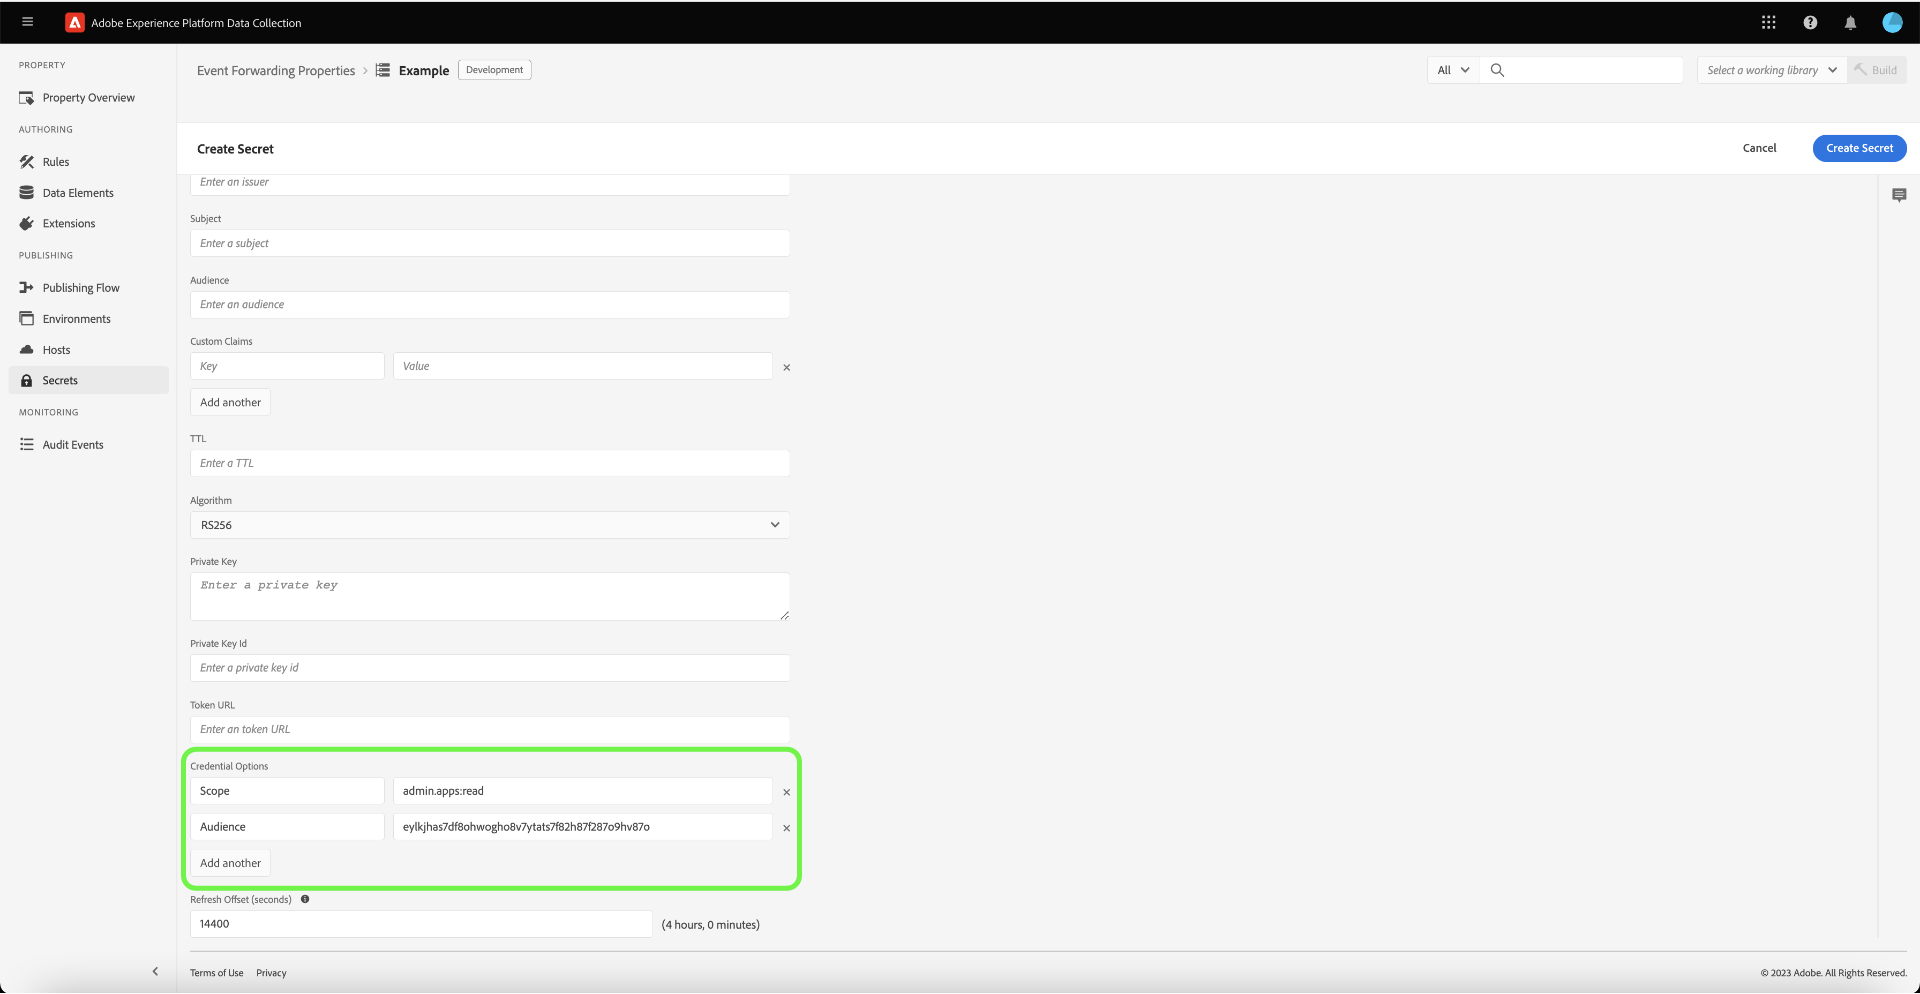 Adobe Experience Platform Data Collection
PROPERTY
Property Overview
AUTHORING
Rules
Data Elements
Extensions
PUBLISHING
Publishing Flow
Environments
Hosts
Secrets
MONITORING
Audit Events
Event Forwarding Properties > Example Development
All
Select a working library
Build
Create Secret
Cancel
Create Secret
Enter an issuer
Subject
Enter a subject
Audience
Enter an audience
Custom Claims
Key Value
Add another
TTL
Enter a TTL
Algorithm
RS256
Private Key
Enter a private key
Private Key Id
Enter a private key id
Token URL
Enter an token URL
Credential Options
Scope admin.apps:read
Audience eylkjhas7df8ohwogho8v7ytats7f82h87f287o9hv87o
Add another
Refresh Offset (seconds)
14400 (4 hours, 0 minutes)
Terms of Use Privacy
© 2023 Adobe. All Rights Reserved.